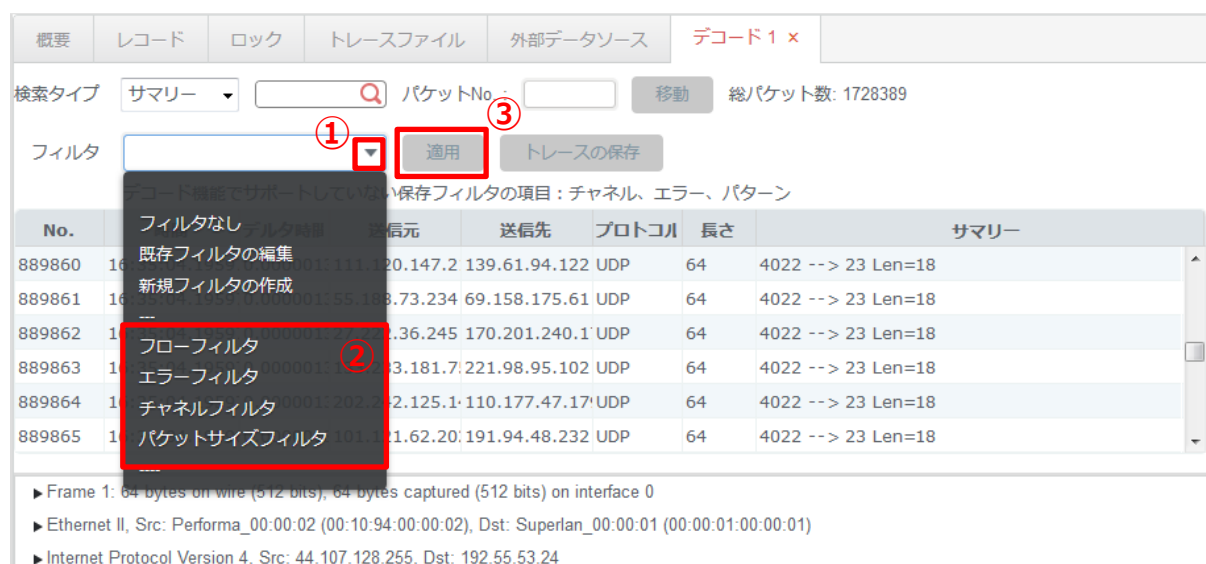 概要 レコード ロック トレースファイル 外部データソース デコード 1 ×
検索タイプ サマリー パケットNo. : 移動 総パケット数: 1728389
① ③
フィルタ 適用 トレースの保存
デコード機能でサポートしていない保存フィルタの項目：チャネル、エラー、パターン
No. 送信元 送信先 プロトコル 長さ サマリー
フィルタなし
既存フィルタの編集
新規フィルタの作成
---
フローフィルタ
②
エラーフィルタ
チャネルフィルタ
パケットサイズフィルタ
----
889860 139.61.94.122 UDP 64 4022 --> 23 Len=18
889861 69.158.175.61 UDP 64 4022 --> 23 Len=18
889862 170.201.240.1 UDP 64 4022 --> 23 Len=18
889863 221.98.95.102 UDP 64 4022 --> 23 Len=18
889864 110.177.47.17 UDP 64 4022 --> 23 Len=18
889865 191.94.48.232 UDP 64 4022 --> 23 Len=18
▶Frame 1: 64 bytes on wire (512 bits), 64 bytes captured (512 bits) on interface 0
▶Ethernet II, Src: Performa_00:00:02 (00:10:94:00:00:02), Dst: Superlan_00:00:01 (00:00:01:00:00:01)
▶Internet Protocol Version 4, Src: 44.107.128.255, Dst: 192.55.53.24